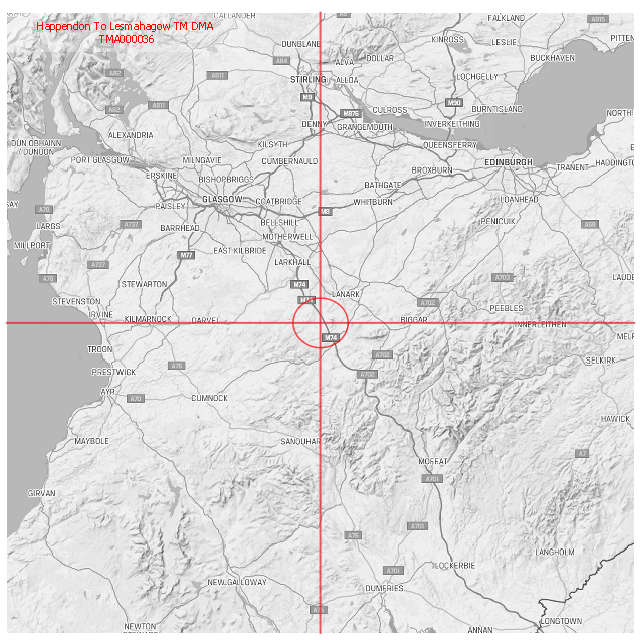 Happendon To Lesmahagow TM DMA
TMA000036
CALLANDER
FALKLAND
A915
DUNBLANE
KINROSS
LESLIE
PITTEN
A82
A84
ALVA
DOLLAR
BUCKHAVEN
A811
STIRLING
ALLOA
LOCHGELLY
A82
A811
M9
M90
BURNTISLAND
CULROSS
M876
ALEXANDRIA
DENNY
GRANGEMOUTH
INVERKETHING
NORTH
DUNOBHAINN
/ DUNOON
KILSYTH
QUEENSFERRY
PORT GLASGOW
MILNGAVIE
CUMBERNAULD
EDINBURGH
HADDINGTO
ERSKINE
BISHOPBRIGGS
BROXBURN
TRANENT
BATHGATE
PAISLEY
GLASGOW
COATBRIDGE
WHITBURN
LOANHEAD
A78
M8
LARGS
A737
BARRHEAD
BELLSHILL
PENICUIK
A68
MILLPORT
MOTHERWELL
EAST KILBRIDE
M77
A737
LARKHALL
A78
A703
LAUDE
STEWARTON
M74
LANARK
STEVENSTON
A702
PEEBLES
IRVINE
KILMARNOCK
DARVEL
BIGGAR
INNERLEITHEN
M74
MELR
TROON
A702
SELKIRK
A76
PRESTWICK
A702
AYR
A70
CUMNOCK
HAWICK
MAYBOLE
SANQUHAR
A7
MOFFAT
A701
GIRVAN
A701
A76
LANGHOLM
LOCKERBIE
A701
NEW GALLOWAY
DUMFRIES
A75
LONGTOWN
NEWTON
ANNAN